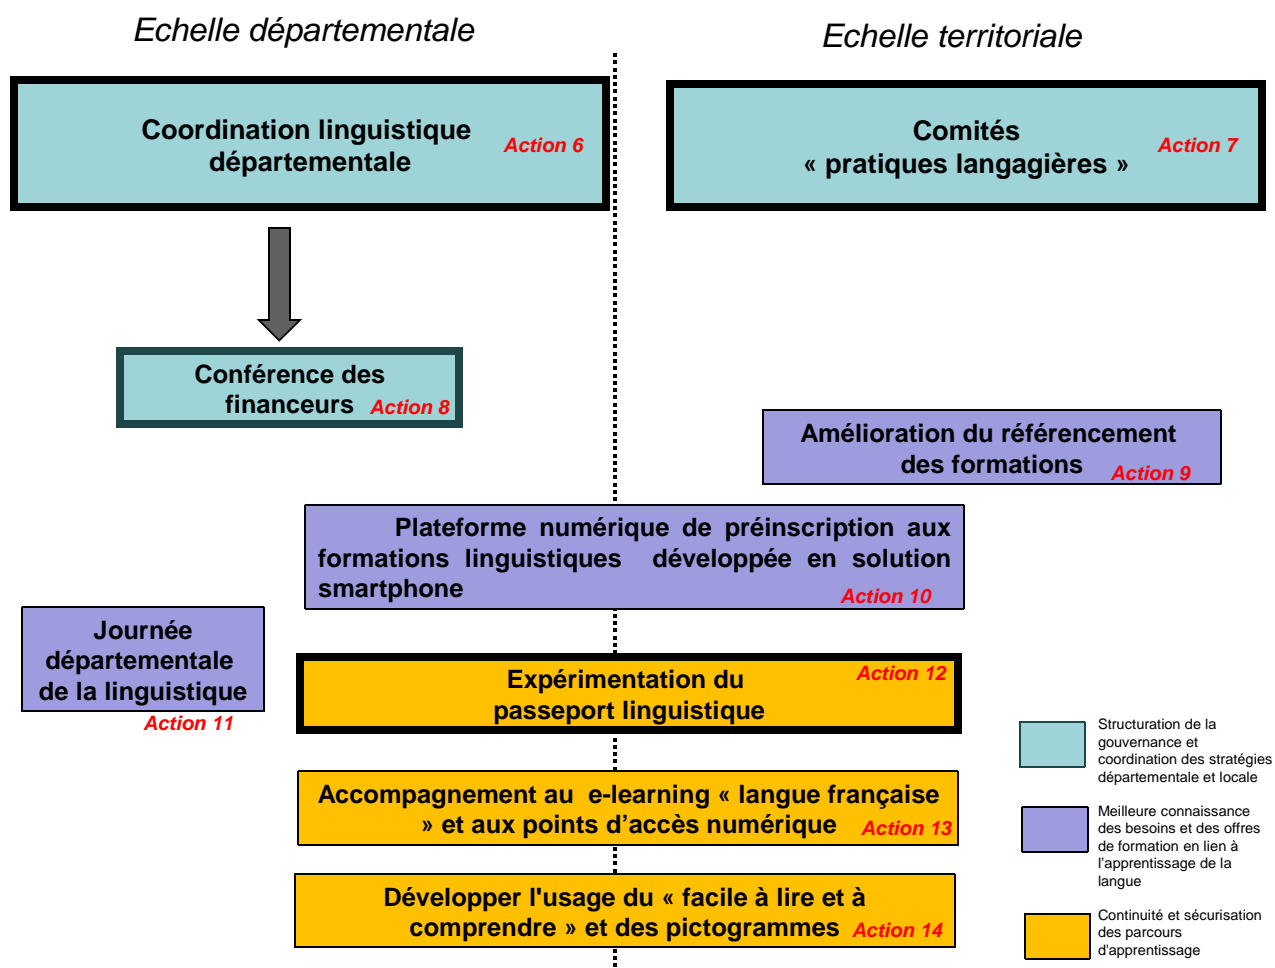 Echelle départementale
Echelle territoriale
Coordination linguistique
départementale
Action 6
Comités
« pratiques langagières »
Action 7
Conférence des
financeurs
Action 8
Amélioration du référencement
des formations
Action 9
Plateforme numérique de préinscription aux
formations linguistiques développée en solution
smartphone
Action 10
Journée
départementale
de la linguistique
Action 11
Expérimentation du
passeport linguistique
Action 12
Accompagnement au e-learning « langue française
» et aux points d’accès numérique
Action 13
Développer l'usage du « facile à lire et à
comprendre » et des pictogrammes
Action 14
Structuration de la
gouvernance et
coordination des stratégies
départementale et locale
Meilleure connaissance
des besoins et des offres
de formation en lien à
l’apprentissage de la
langue
Continuité et sécurisation
des parcours
d'apprentissage